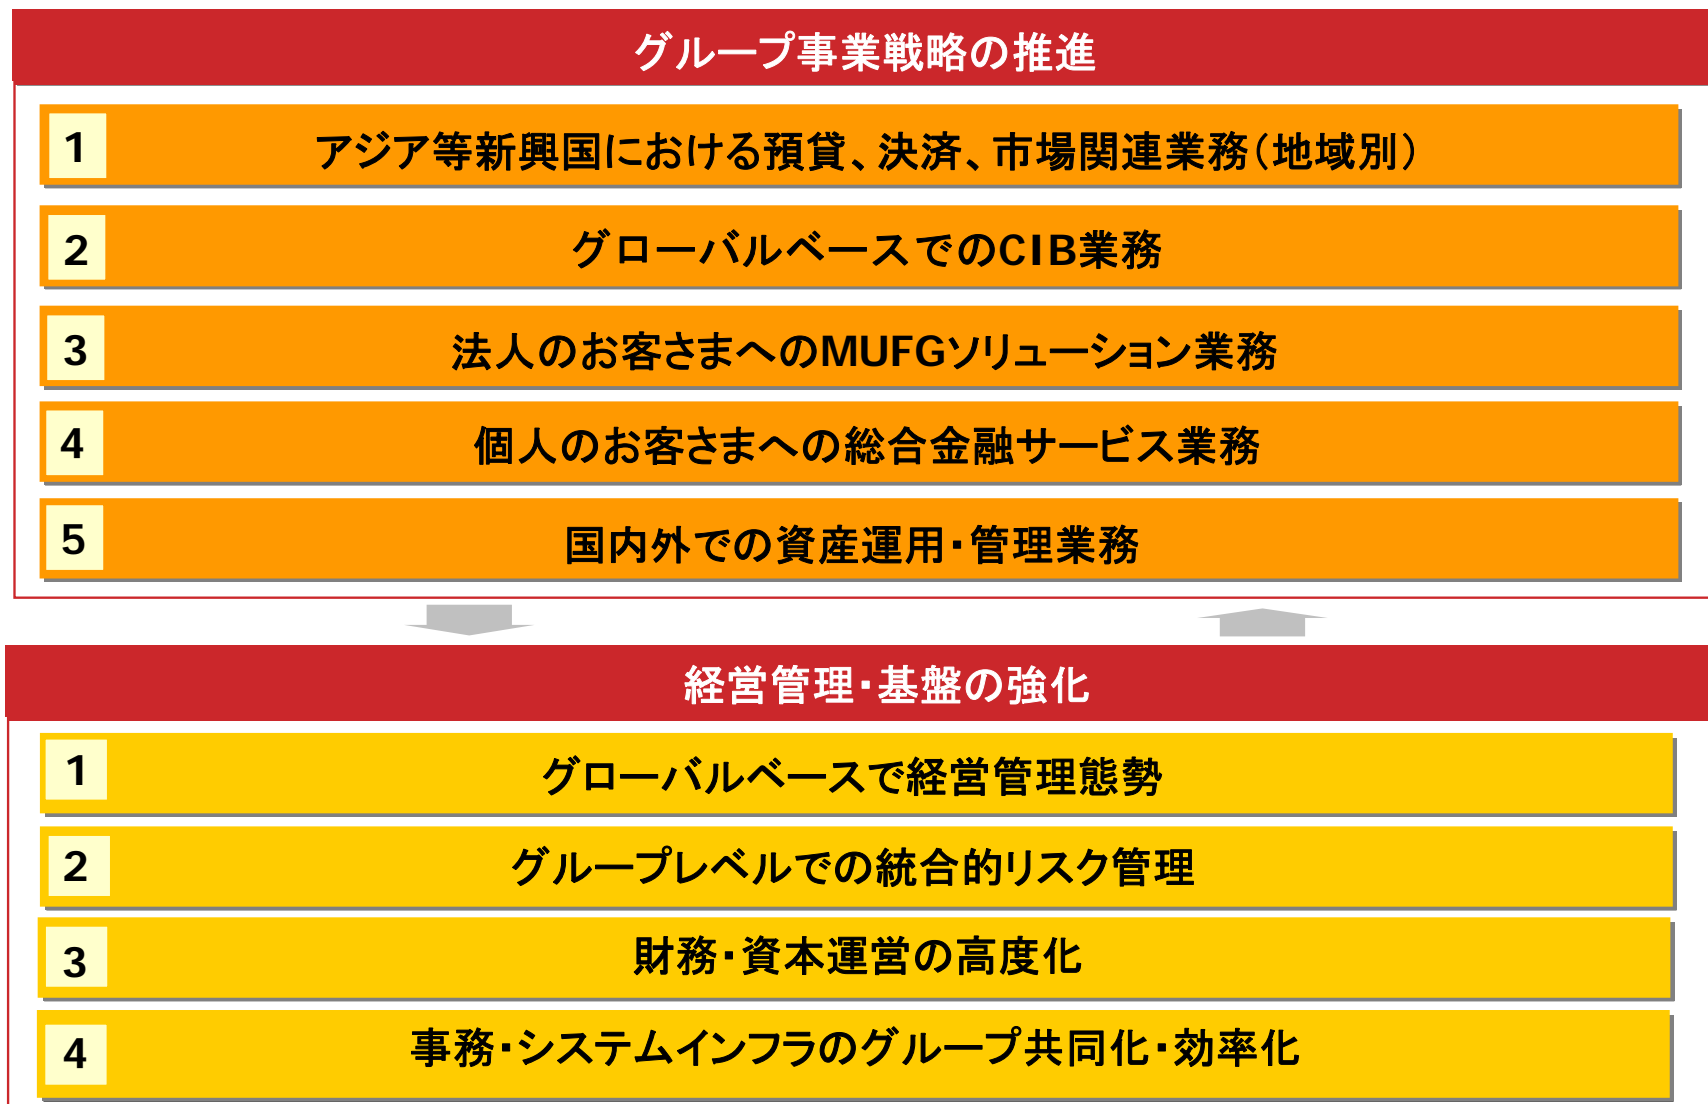 グループ事業戦略の推進
1 アジア等新興国における預貸、決済、市場関連業務（地域別）
2 グローバルベースでのCIB業務
3 法人のお客さまへのMUFGソリューション業務
4 個人のお客さまへの総合金融サービス業務
5 国内外での資産運用・管理業務
経営管理・基盤の強化
1 グローバルベースで経営管理態勢
2 グループレベルでの統合的リスク管理
3 財務・資本運営の高度化
4 事務・システムインフラのグループ共同化・効率化